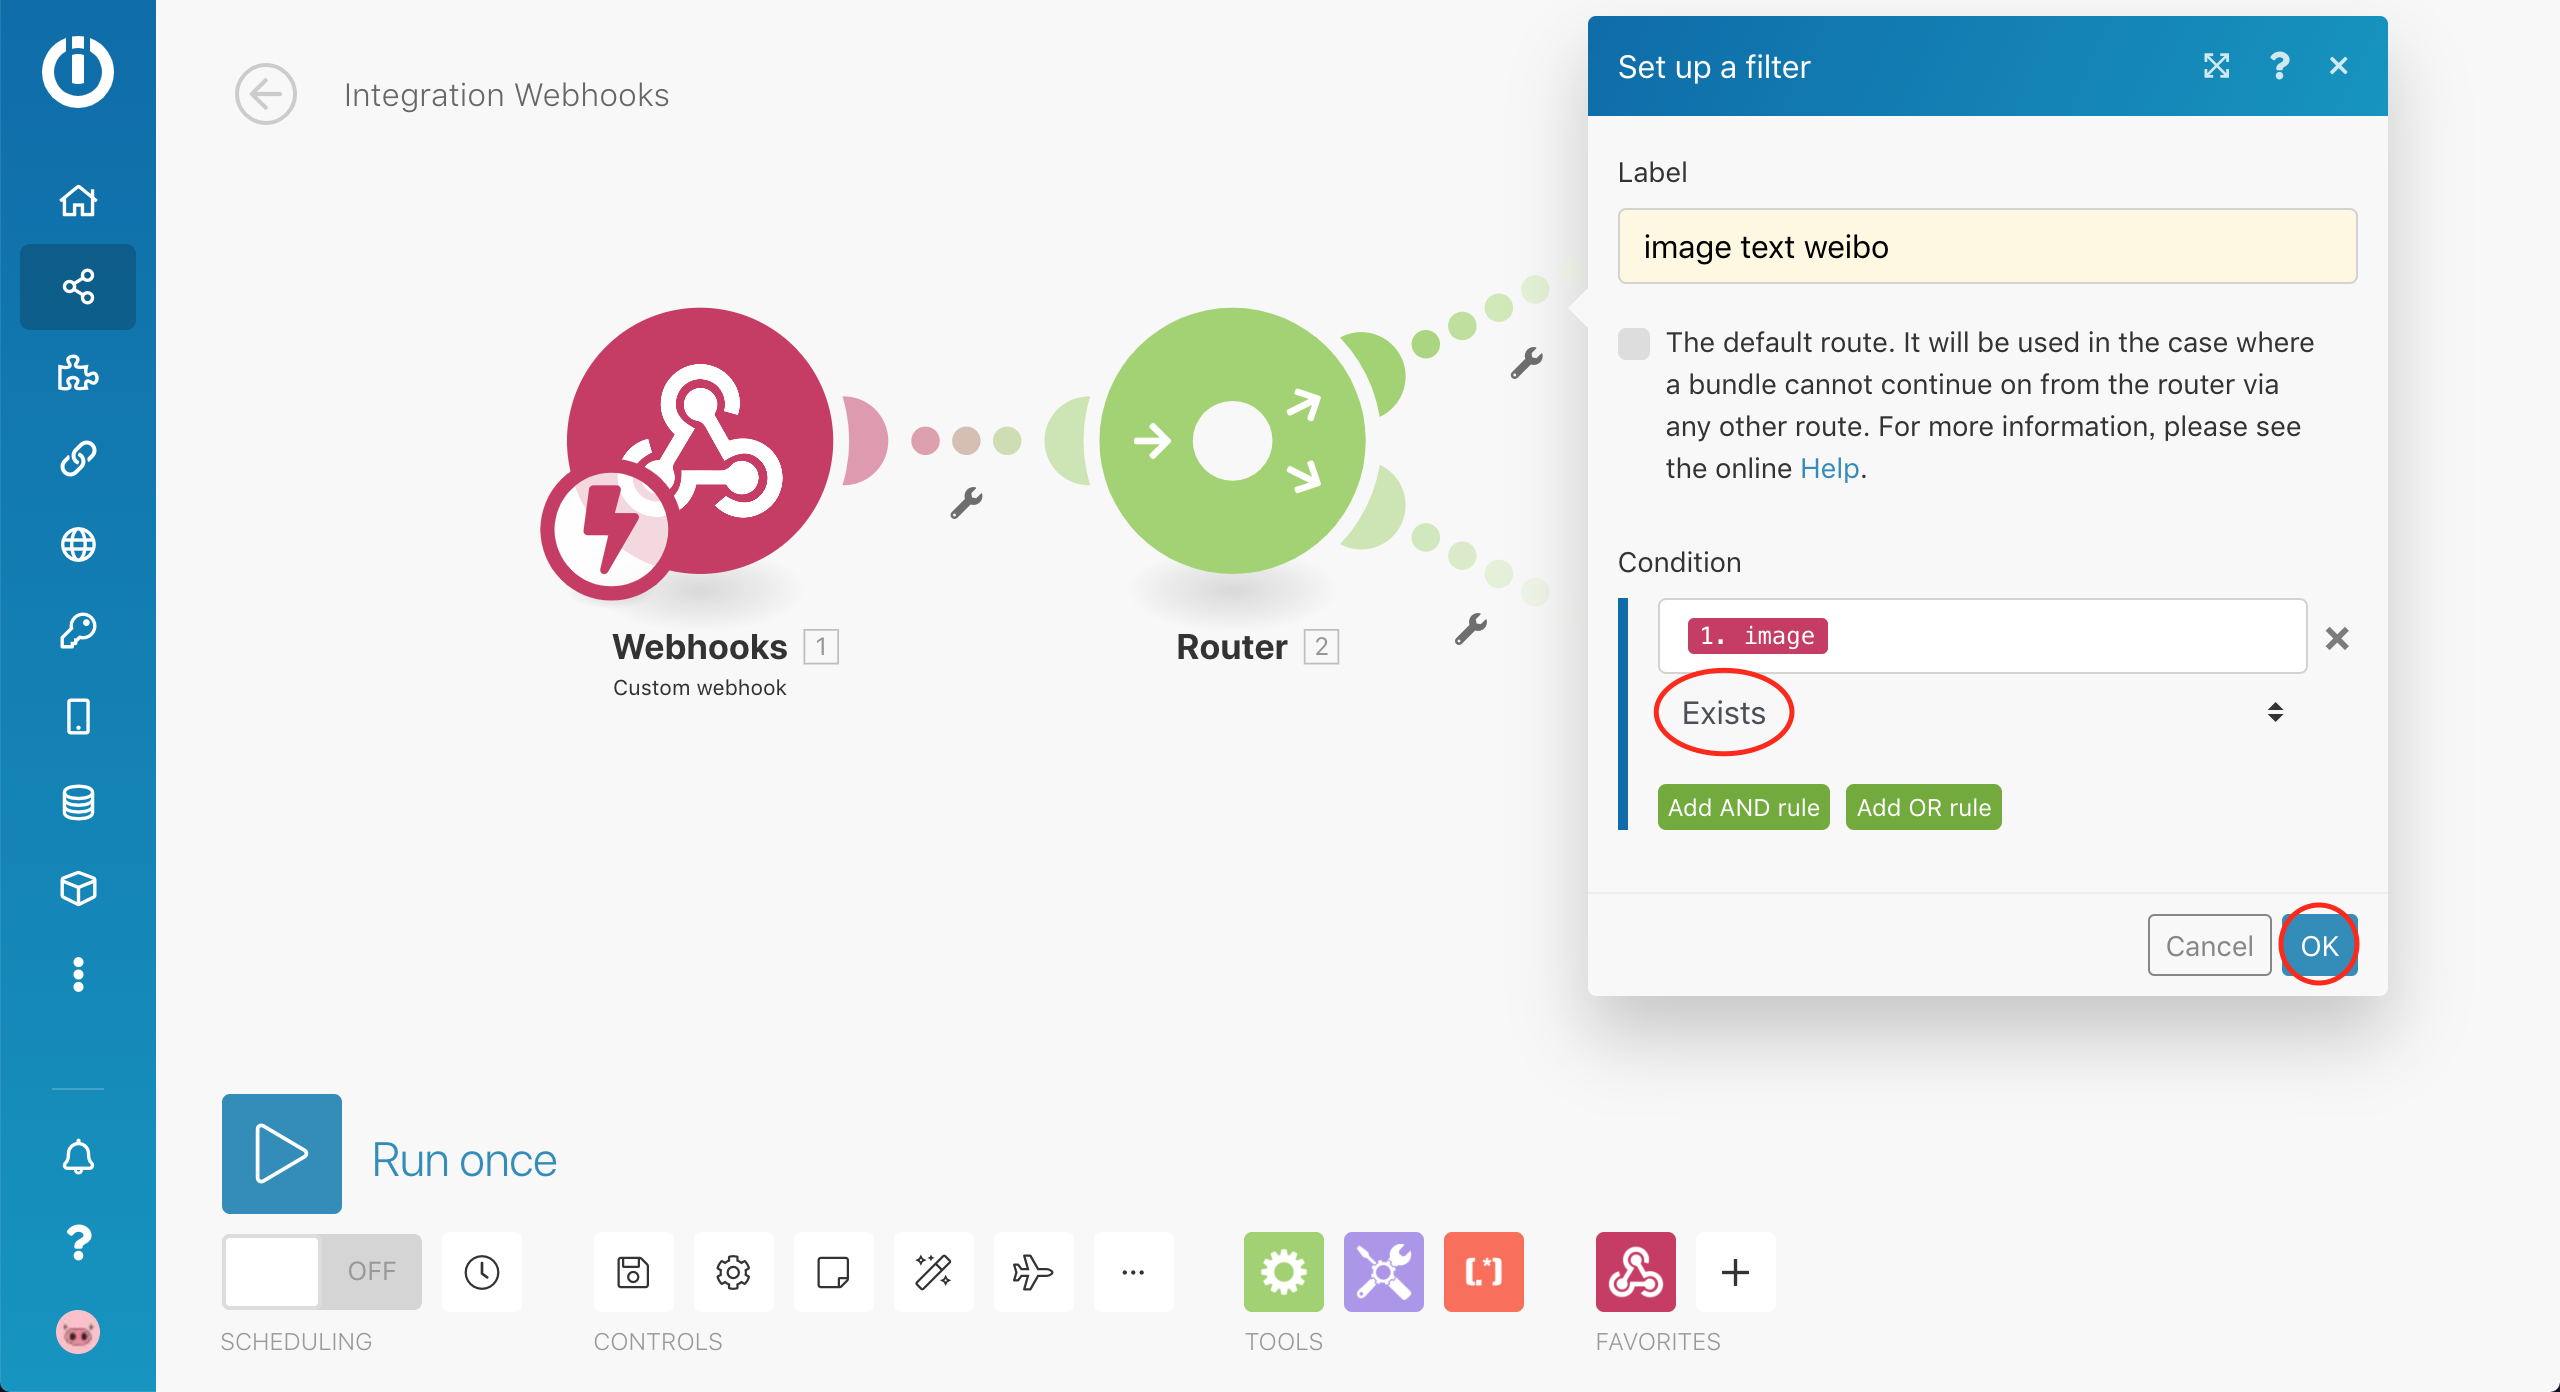 Integration Webhooks
Set up a filter
Label
image text weibo
The default route. It will be used in the case where
a bundle cannot continue on from the router via
any other route. For more information, please see
the online Help.
Condition
1. image
Exists
Add AND rule
Add OR rule
Cancel
OK
Webhooks 1
Custom webhook
Router 2
Run once
OFF
SCHEDULING
CONTROLS
TOOLS
[.*]
FAVORITES